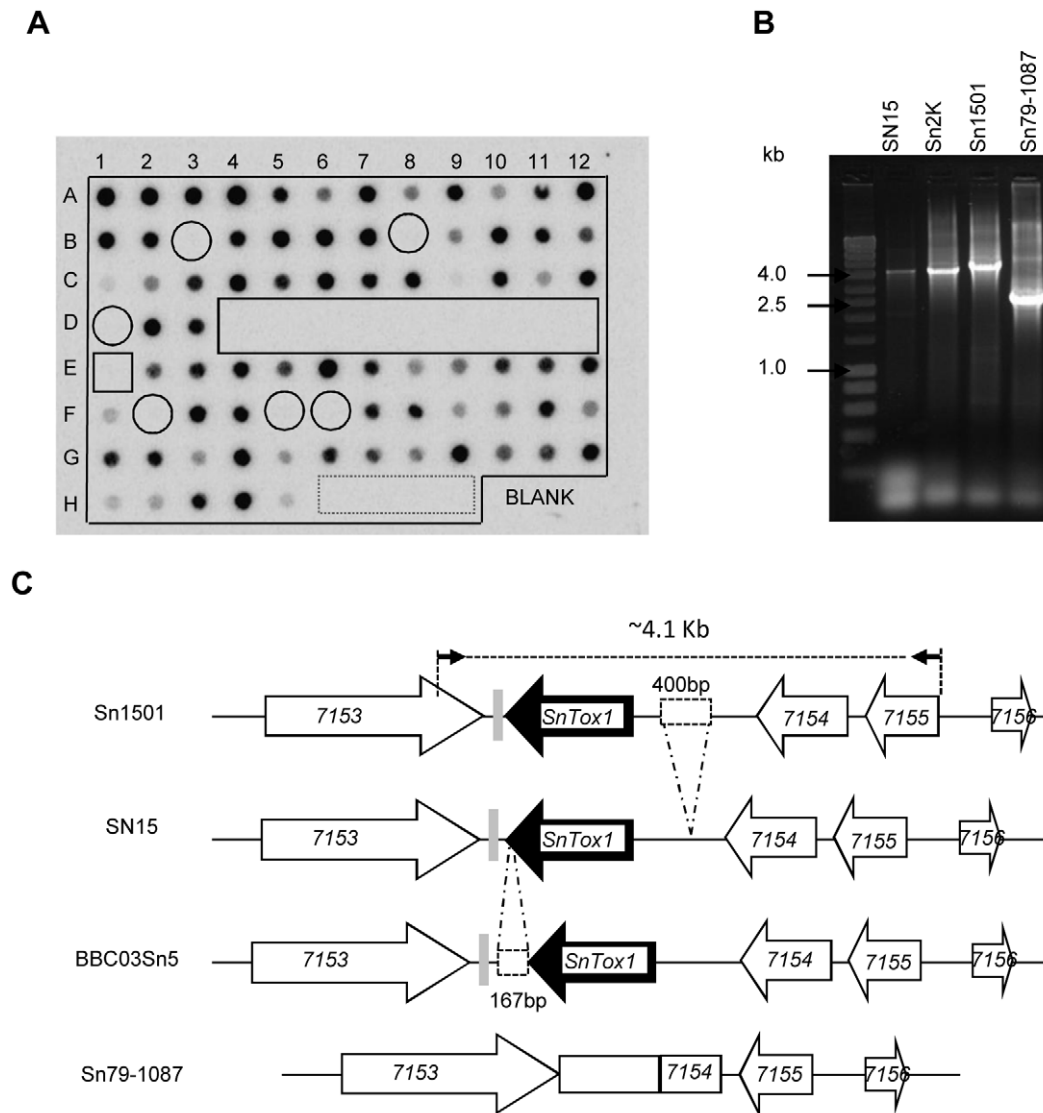 A
1 2 3 4 5 6 7 8 9 10 11 12
A
B
C
D
E
F
G
H
BLANK
B
kb
SN15
Sn2K
Sn1501
Sn79-1087
4.0
2.5
1.0
C
~4.1 Kb
400bp
Sn1501
7153 SnTox1 7154 7155 7156
SN15
7153 SnTox1 7154 7155 7156
BBC03Sn5
7153 SnTox1 7154 7155 7156
167bp
Sn79-1087
7153 7154 7155 7156